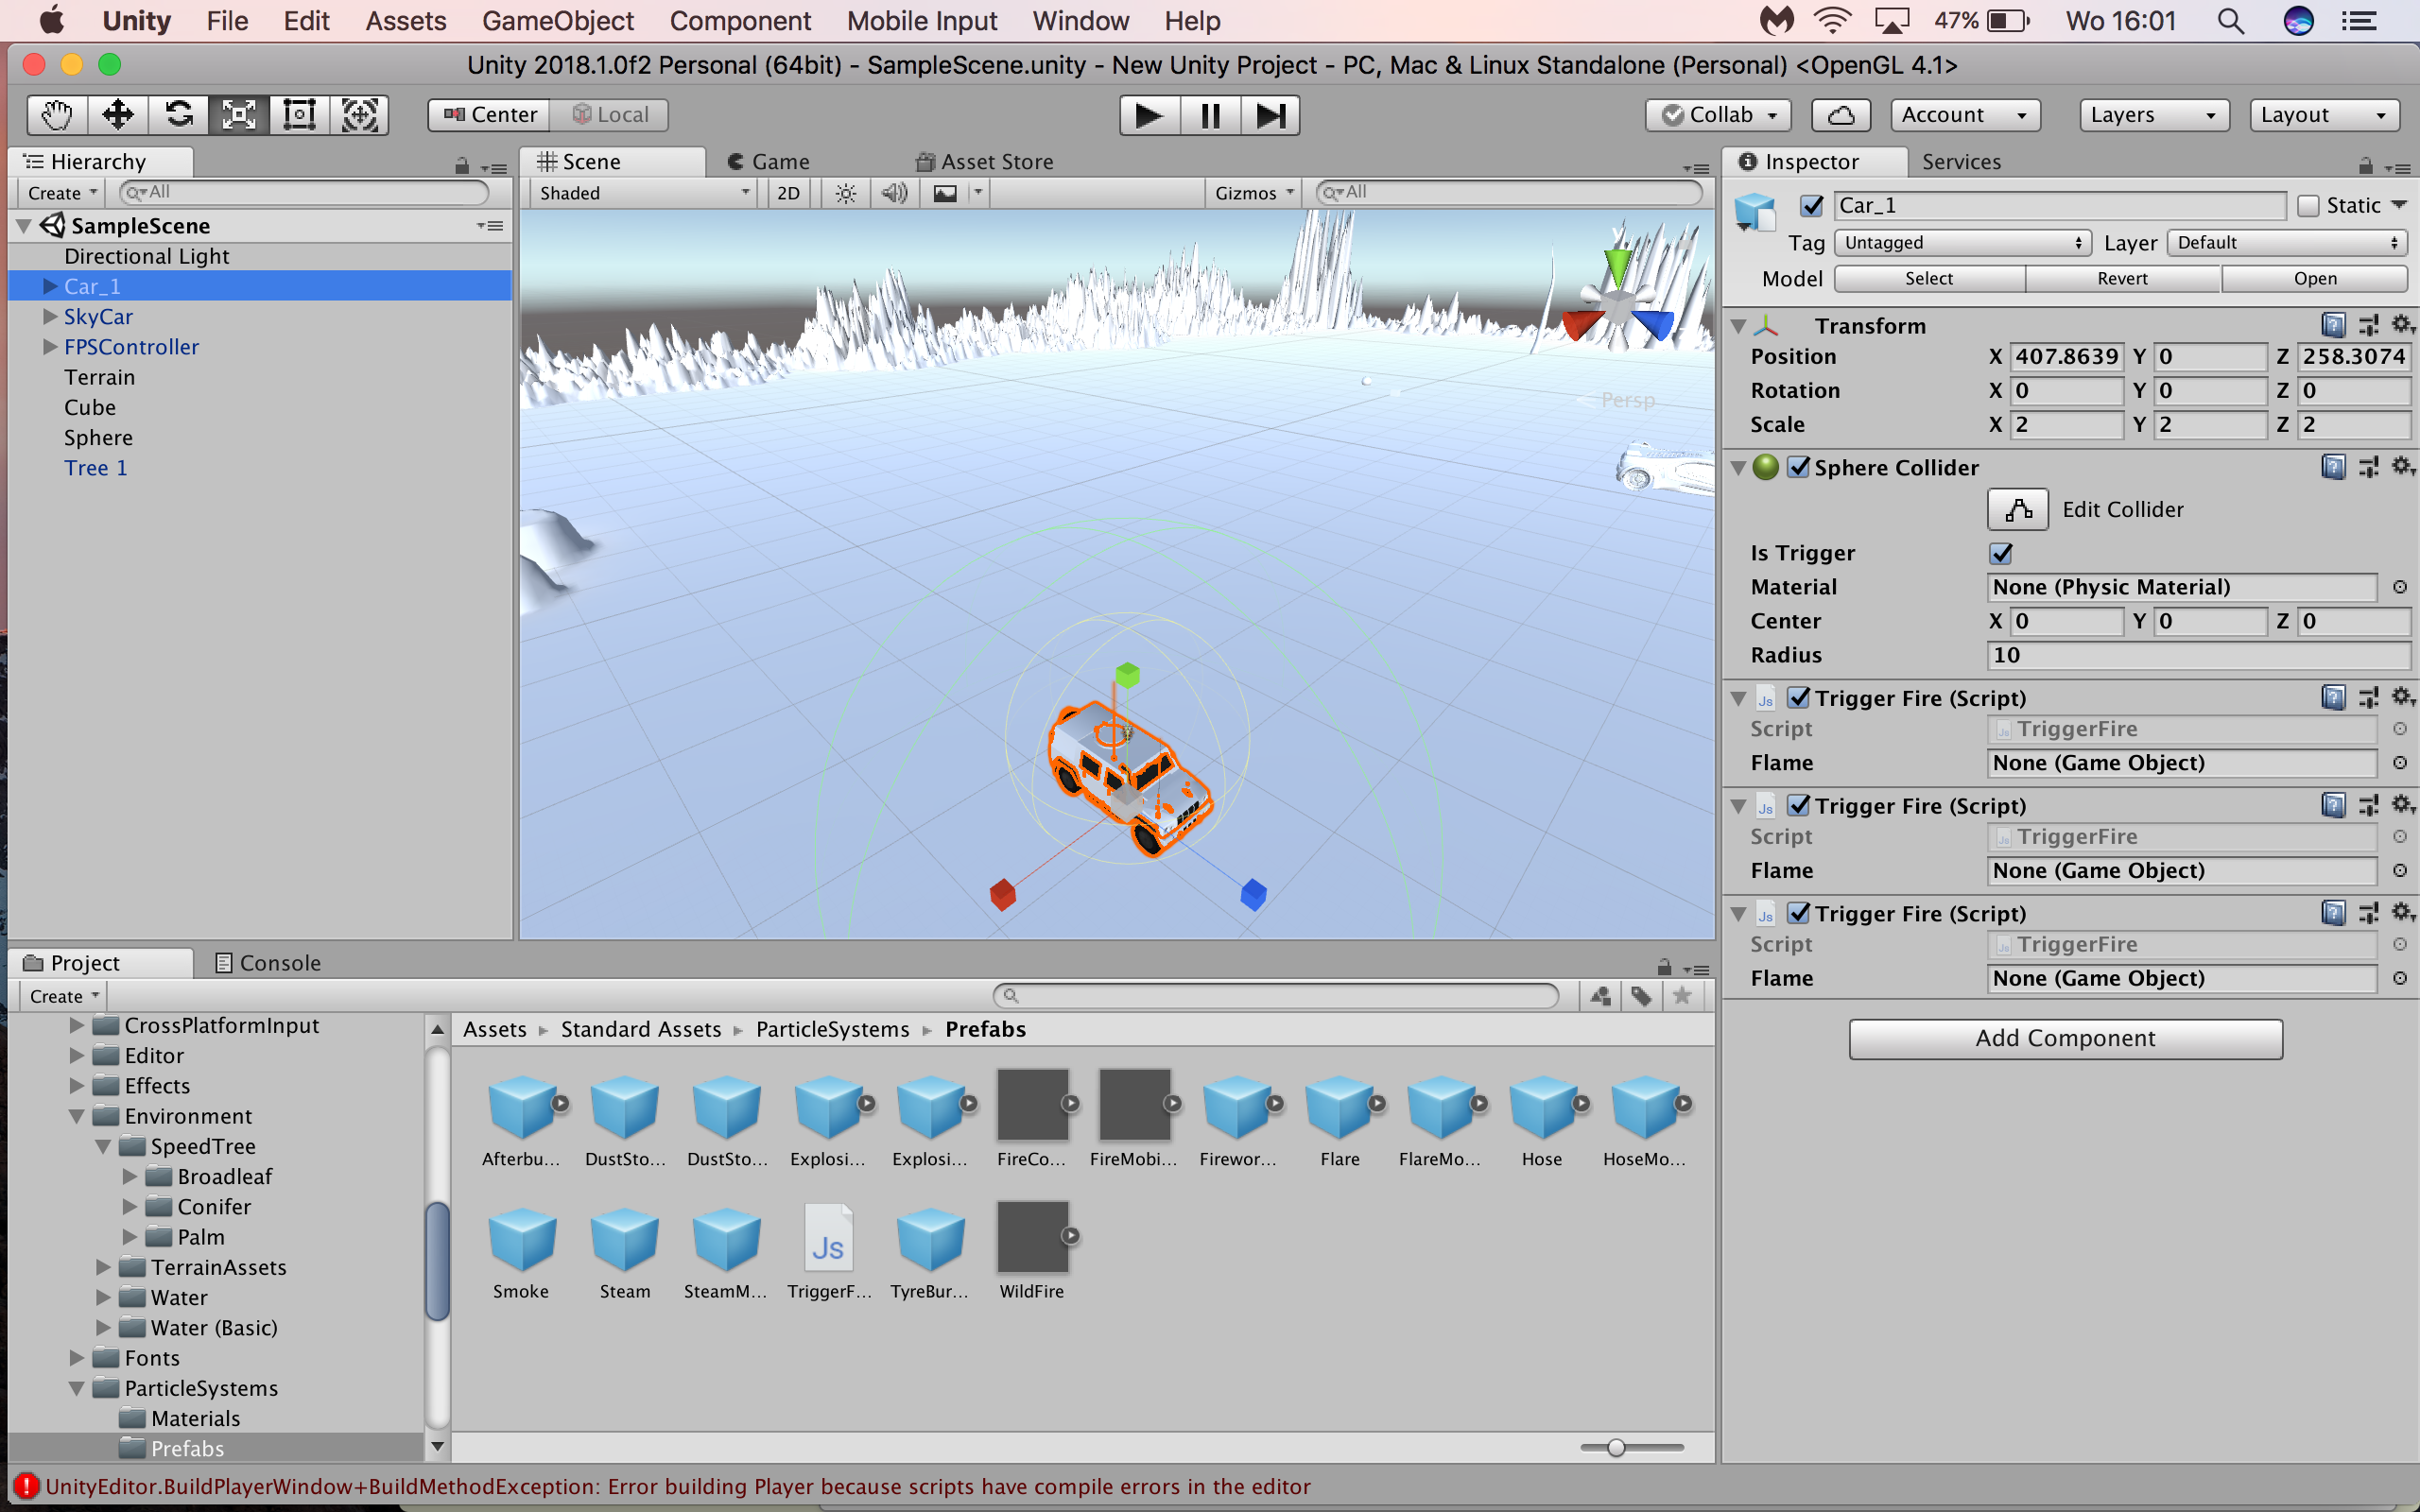 Unity File Edit Assets GameObject Component Mobile Input Window Help 47% Wo 16:01
Unity 2018.1.0f2 Personal (64bit) - SampleScene.unity - New Unity Project - PC, Mac & Linux Standalone (Personal) <OpenGL 4.1>
Center Local Collab Account Layers Layout
Hierarchy
Create All
SampleScene
Directional Light
Car_1
SkyCar
FPSController
Terrain
Cube
Sphere
Tree 1
Scene Game Asset Store
Shaded 2D Gizmos All
y
Persp
Inspector Services
Car_1 Static
Tag Untagged Layer Default
Model Select Revert Open
Transform
Position X 407.8639 Y 0 Z 258.3074
Rotation X 0 Y 0 Z 0
Scale X 2 Y 2 Z 2
Sphere Collider
Edit Collider
Is Trigger
Material None (Physic Material)
Center X 0 Y 0 Z 0
Radius 10
Js Trigger Fire (Script)
Script TriggerFire
Flame None (Game Object)
Js Trigger Fire (Script)
Script TriggerFire
Flame None (Game Object)
Js Trigger Fire (Script)
Script TriggerFire
Flame None (Game Object)
Add Component
Project Console
Create
CrossPlatformInput
Editor
Effects
Environment
SpeedTree
Broadleaf
Conifer
Palm
TerrainAssets
Water
Water (Basic)
Fonts
ParticleSystems
Materials
Prefabs
Assets Standard Assets ParticleSystems Prefabs
Afterbu... DustSto... DustSto... Explosi... Explosi... FireCo... FireMobi... Firewor... Flare FlareMo... Hose HoseMo...
Js
Smoke Steam SteamM... TriggerF... TyreBur... WildFire
UnityEditor.BuildPlayerWindow+BuildMethodException: Error building Player because scripts have compile errors in the editor